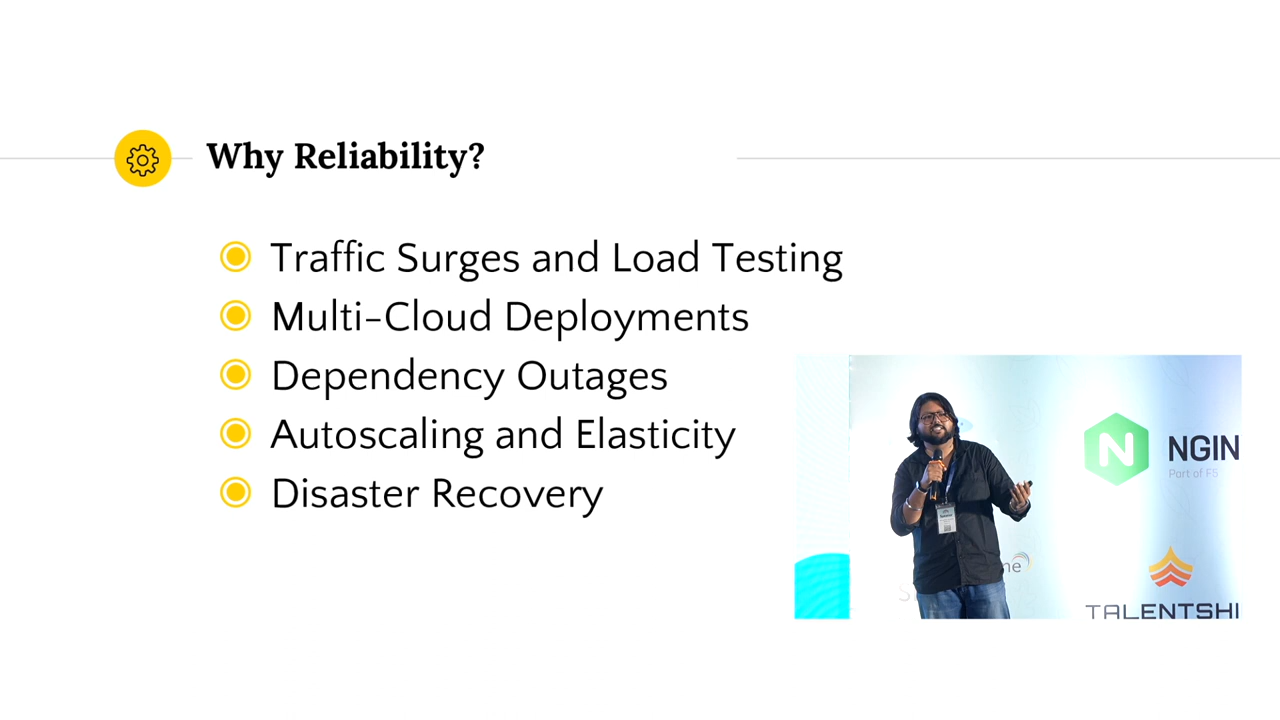 Why Reliability?
Traffic Surges and Load Testing
Multi-Cloud Deployments
Dependency Outages
Autoscaling and Elasticity
Disaster Recovery
N NGIN
Part of F5
ne
TALENTSHI